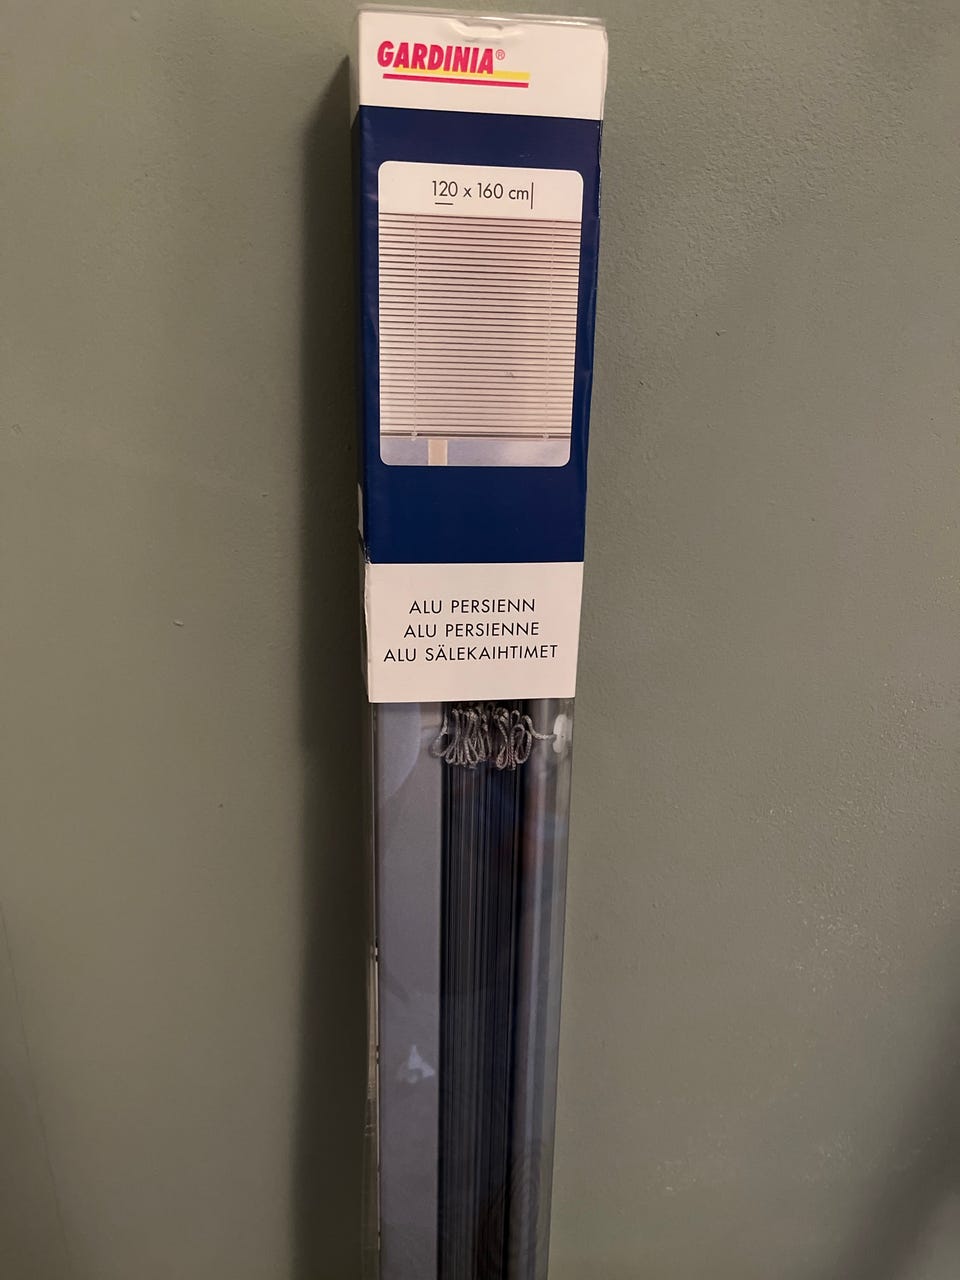 GARDINIA®
120 x 160 cm
ALU PERSIENN
ALU PERSIENNE
ALU SÄLEKAIHTIMET